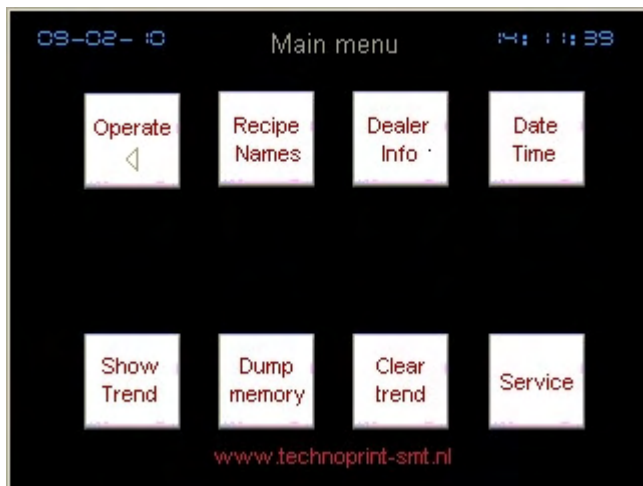 09-02-10 Main menu 14:11:39
Operate Recipe Names Dealer Info Date Time
Show Trend Dump memory Clear trend Service
www.technoprint-smt.nl